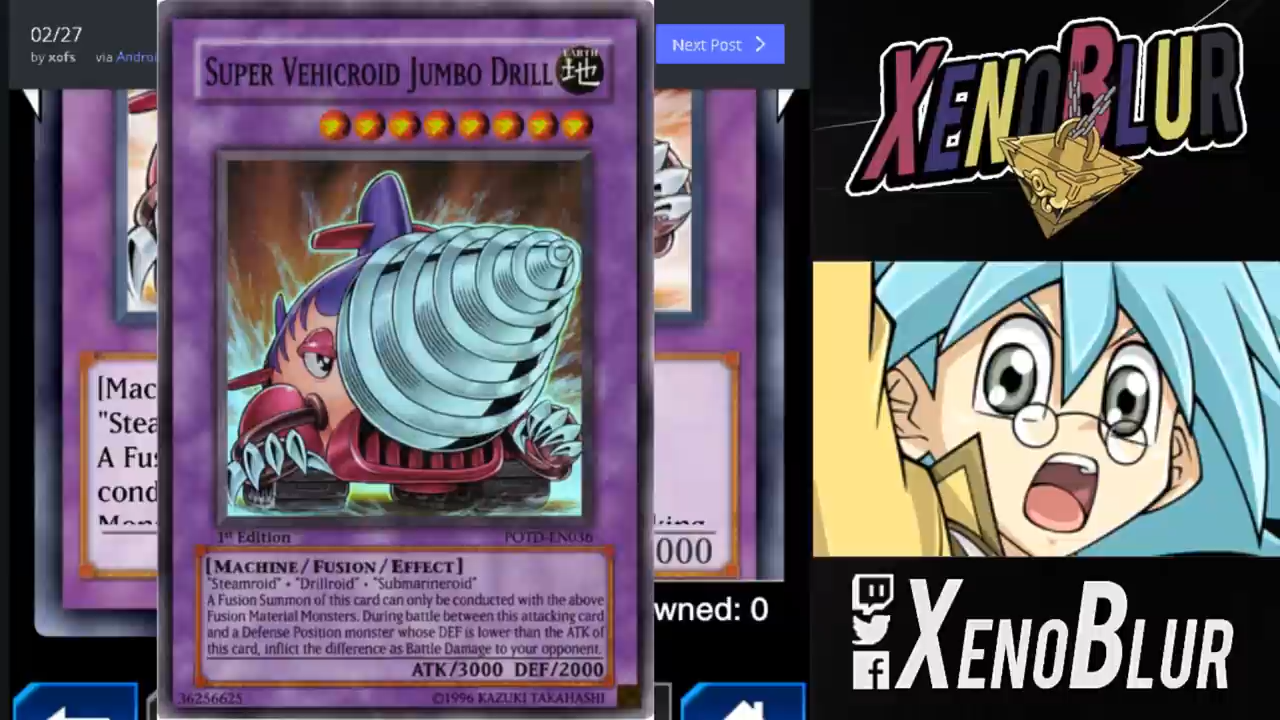 02/27
by xofs via Androi
Next Post
SUPER VEHICROID JUMBO DRILL
EARTH
地
1st Edition
POTD-EN036
[MACHINE/FUSION/EFFECT]
"Steamroid" + "Drillroid" + "Submarineroid"
A Fusion Summon of this card can only be conducted with the above
Fusion Material Monsters. During battle between this attacking card
and a Defense Position monster whose DEF is lower than the ATK of
this card, inflict the difference as Battle Damage to your opponent.
ATK/3000 DEF/2000
36256625
©1996 KAZUKI TAKAHASHI
[Mac
"Stea
A Fus
cond
000
wned: 0
XENOBLUR
XENOBLUR